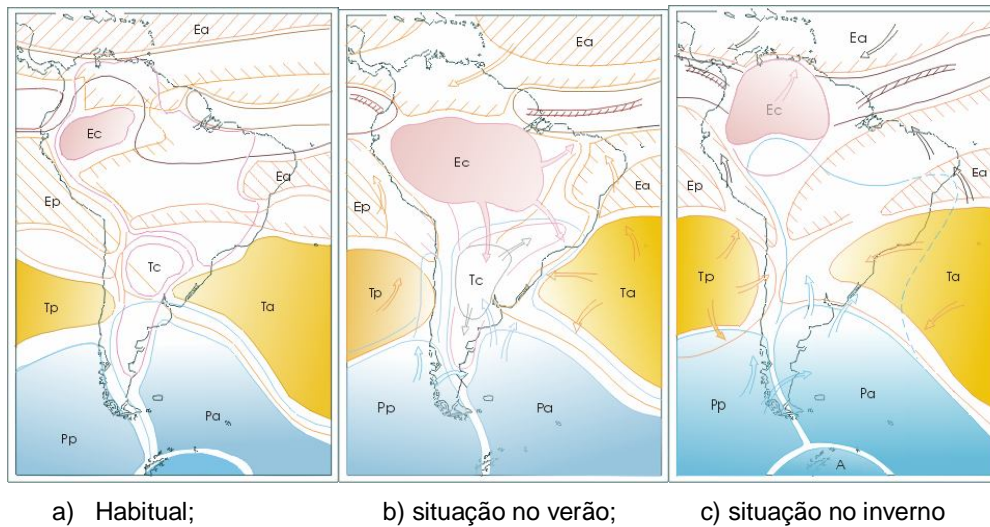 Ea
Ec
Ea
Ep
Tc
Tp
Ta
Pp
Pa
Ea
Ec
Ea
Ep
Tc
Tp
Ta
Pp
Pa
Ea
Ec
Ep
Ea
Tp
Ta
Pp
Pa
A
a) Habitual;
b) situação no verão;
c) situação no inverno